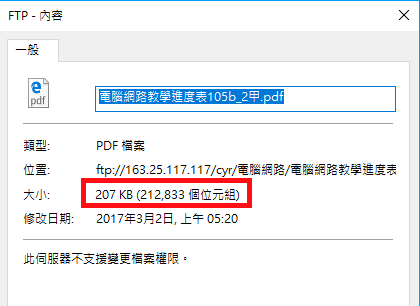 FTP - 內容
一般
pdf
電腦網路教學進度表105b_2甲.pdf
類型: PDF 檔案
位置: ftp://163.25.117.117/cyr/電腦網路/電腦網路教學進度表
大小: 207 KB (212,833 個位元組)
修改日期: 2017年3月2日, 上午 05:20
此伺服器不支援變更檔案權限。